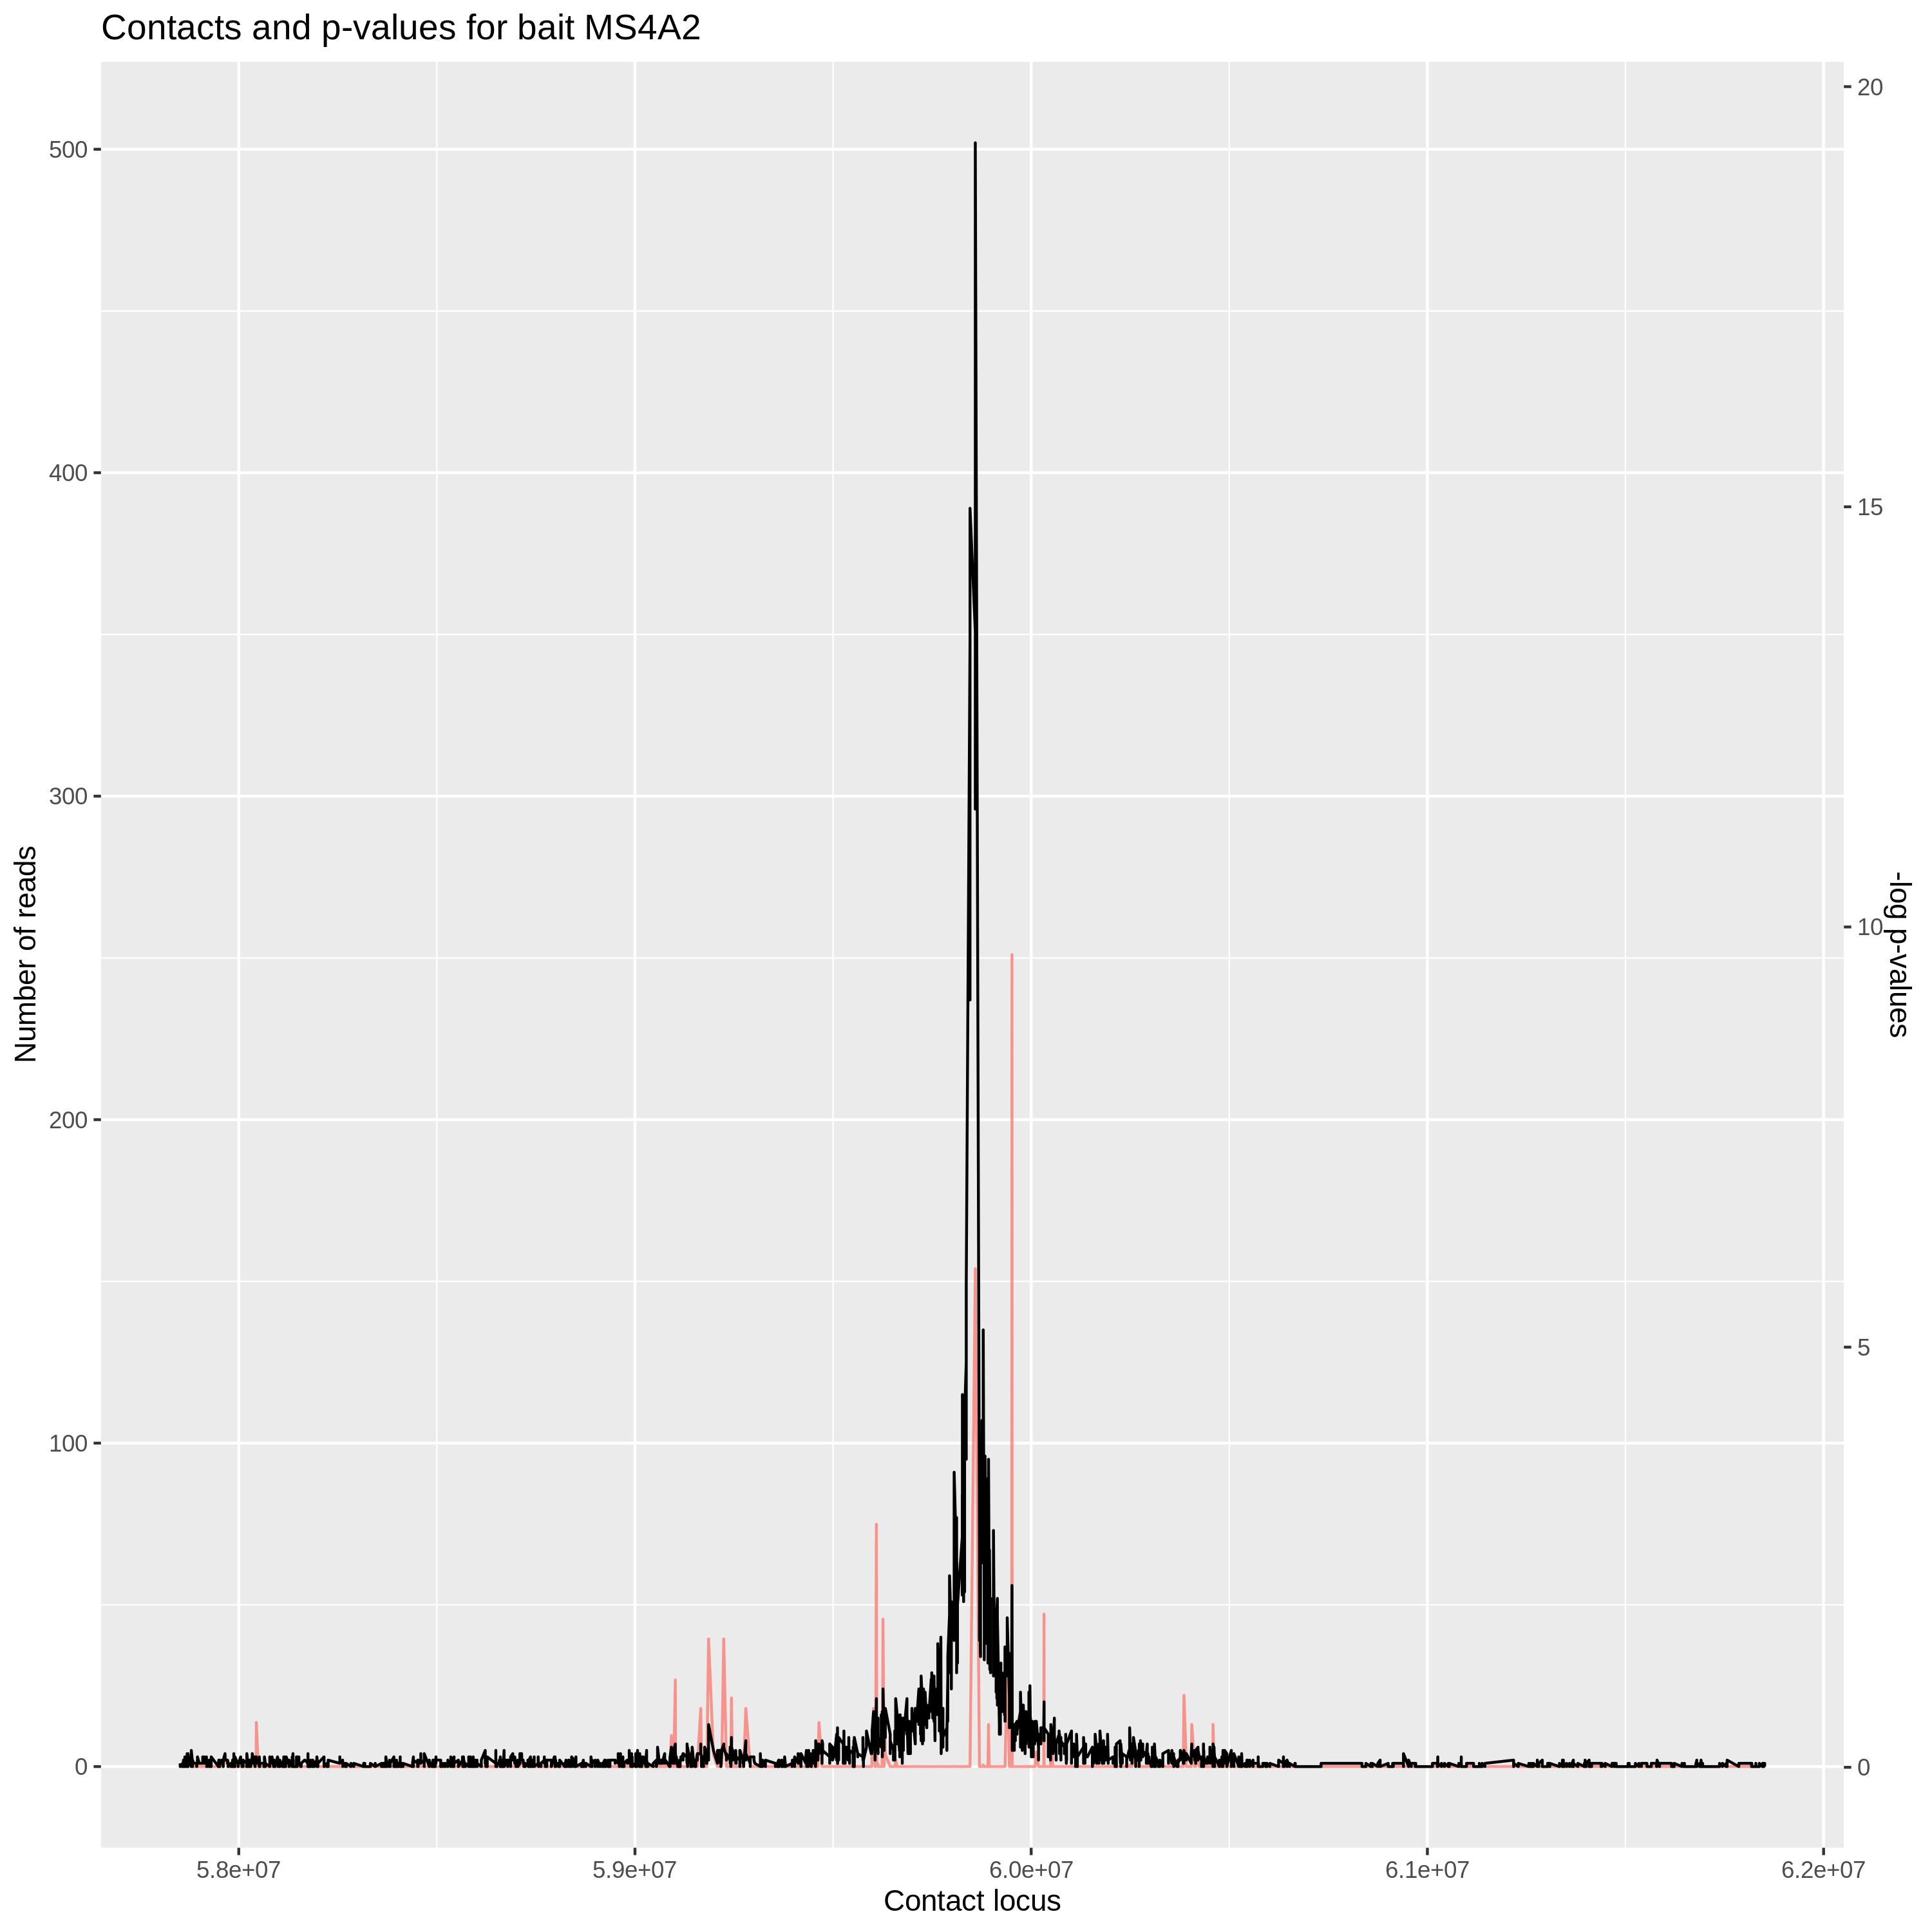 Contacts and p-values for bait MS4A2
500
400
300
200
100
0
Number of reads
20
15
10
5
0
-log p-values
5.8e+07
5.9e+07
6.0e+07
6.1e+07
6.2e+07
Contact locus